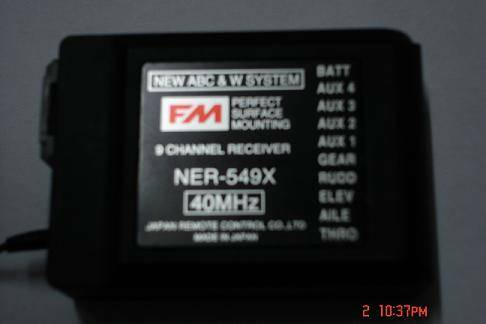 NEW ABC & W SYSTEM
FM PERFECT
SURFACE
MOUNTING
9 CHANNEL RECEIVER
NER-549X
40MHz
JAPAN REMOTE CONTROL CO., LTD
MADE IN JAPAN
BATT
AUX 4
AUX 3
AUX 2
AUX 1
GEAR
RUDD
ELEV
AILE
THRO
2 10:37PM